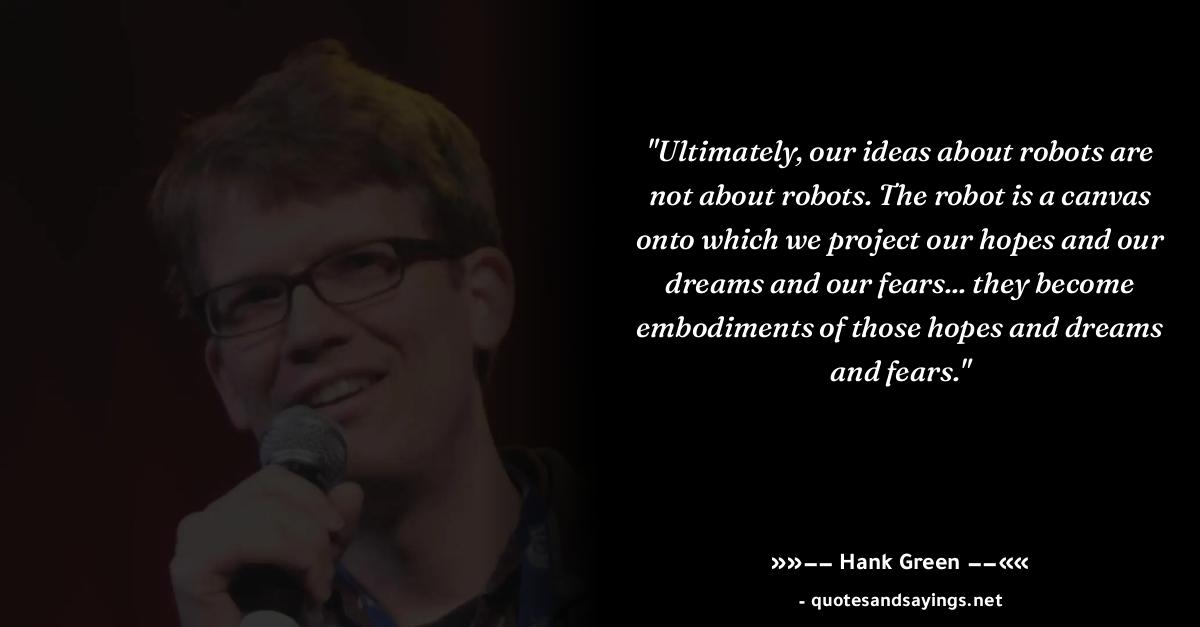 "Ultimately, our ideas about robots are
not about robots. The robot is a canvas
onto which we project our hopes and our
dreams and our fears... they become
embodiments of those hopes and dreams
and fears."
»»–– Hank Green ––««
- quotesandsayings.net